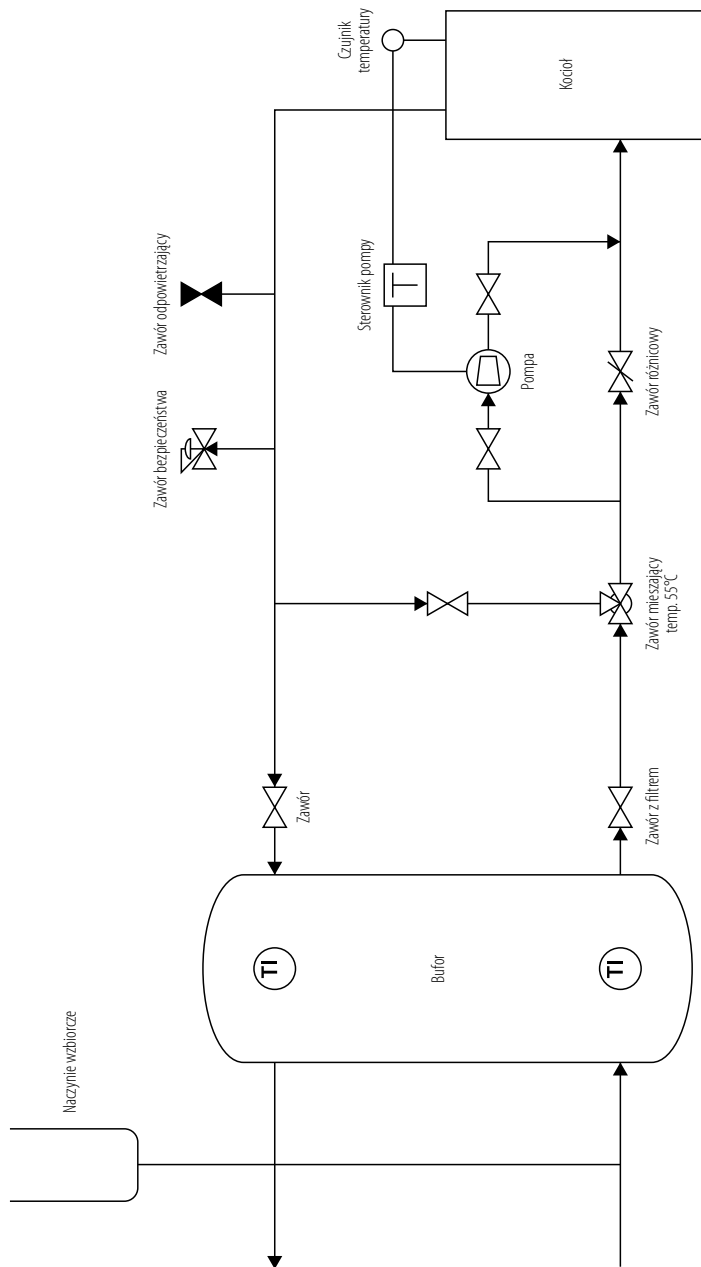 Czujnik
temperatury
Kocioł
Zawór odpowietrzający
Sterownik pompy
T
Zawór bezpieczeństwa
Pompa
Zawór różnicowy
Zawór mieszający
temp. 55°C
Zawór
Zawór z filtrem
TI
Bufor
TI
Naczynie wzbiorcze